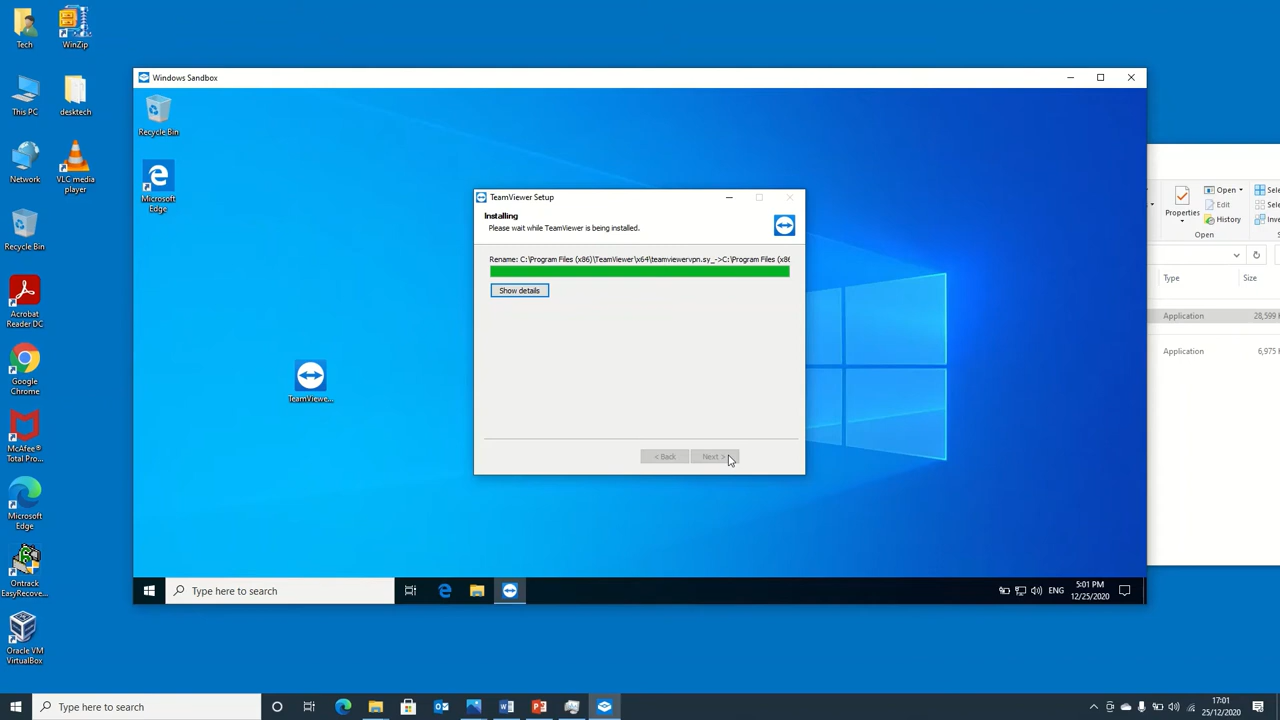 Tech
WinZip
This PC
desktech
Network
VLC media
player
Recycle Bin
Acrobat
Reader DC
Google
Chrome
McAfee®
Total Pro...
Microsoft
Edge
Ontrack
EasyRecove...
Oracle VM
VirtualBox
Windows Sandbox
Recycle Bin
Microsoft
Edge
TeamViewe...
TeamViewer Setup
Installing
Please wait while TeamViewer is being installed.
Rename: C:\Program Files (x86)\TeamViewer\x64\teamviewervpn.sy_->C:\Program Files (x86
Show details
< Back
Next >
Type here to search
ENG
5:01 PM
12/25/2020
Properties
Open
Edit
History
Open
Type
Size
Application
28,599
Application
6,975
Type here to search
17:01
25/12/2020